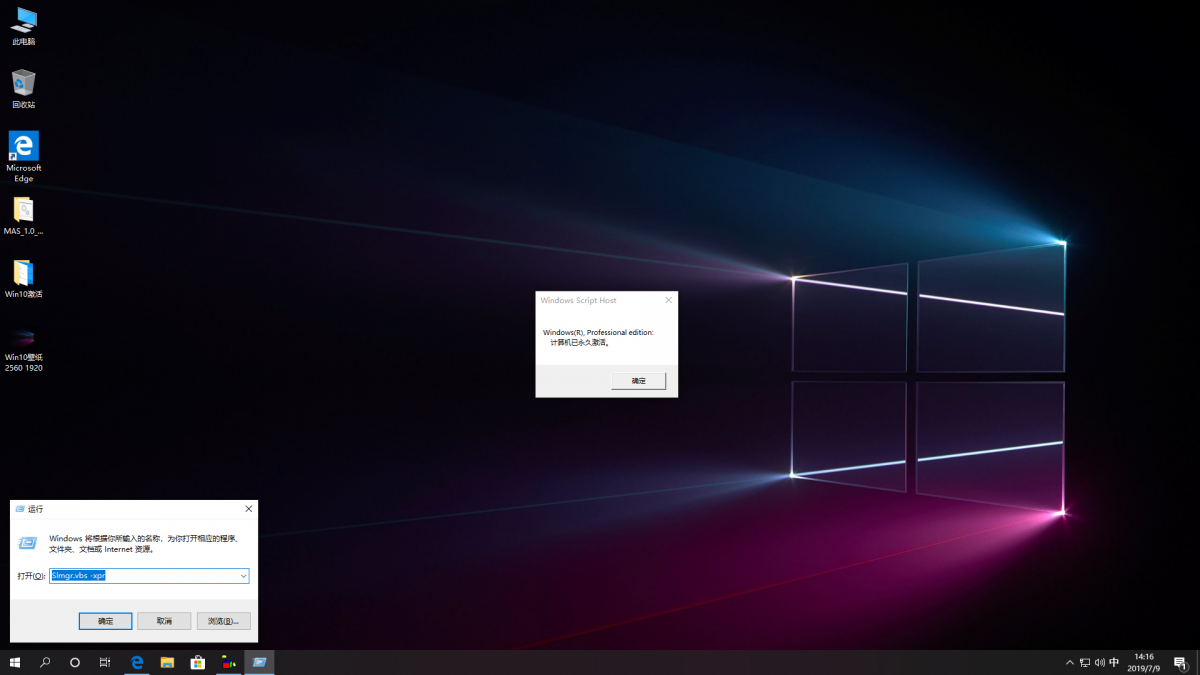 此电脑
回收站
Microsoft
Edge
MAS_1.0_...
Win10激活
Win10壁纸
2560 1920
Windows Script Host
Windows(R), Professional edition:
计算机已永久激活。
确定
运行
Windows 将根据你所输入的名称，为你打开相应的程序、
文件夹、文档或 Internet 资源。
打开(O): Slmgr.vbs -xpr
确定 取消 浏览(B)...
中
14:16
2019/7/9
1